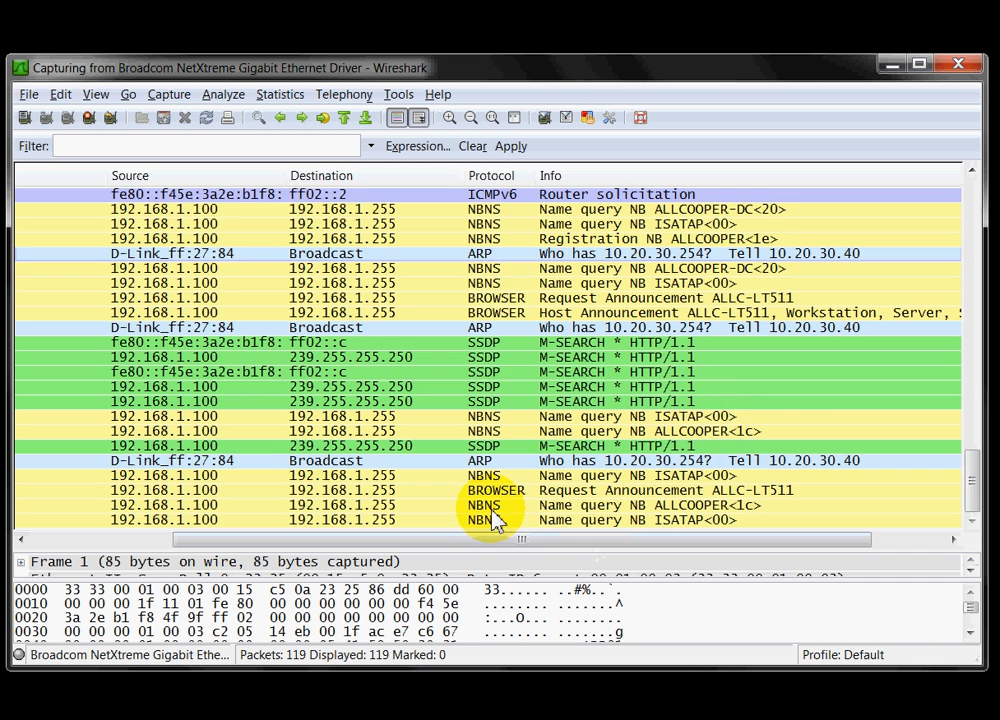 Capturing from Broadcom NetXtreme Gigabit Ethernet Driver - Wireshark
File Edit View Go Capture Analyze Statistics Telephony Tools Help
Filter: Expression... Clear Apply
Source Destination Protocol Info
fe80::f45e:3a2e:b1f8: ff02::2 ICMPv6 Router solicitation
192.168.1.100 192.168.1.255 NBNS Name query NB ALLCOOPER-DC<20>
192.168.1.100 192.168.1.255 NBNS Name query NB ISATAP<00>
192.168.1.100 192.168.1.255 NBNS Registration NB ALLCOOPER<1e>
D-Link_ff:27:84 Broadcast ARP Who has 10.20.30.254? Tell 10.20.30.40
192.168.1.100 192.168.1.255 NBNS Name query NB ALLCOOPER-DC<20>
192.168.1.100 192.168.1.255 NBNS Name query NB ISATAP<00>
192.168.1.100 192.168.1.255 BROWSER Request Announcement ALLC-LT511
192.168.1.100 192.168.1.255 BROWSER Host Announcement ALLC-LT511, Workstation, Server, S
D-Link_ff:27:84 Broadcast ARP Who has 10.20.30.254? Tell 10.20.30.40
fe80::f45e:3a2e:b1f8: ff02::c SSDP M-SEARCH * HTTP/1.1
192.168.1.100 239.255.255.250 SSDP M-SEARCH * HTTP/1.1
fe80::f45e:3a2e:b1f8: ff02::c SSDP M-SEARCH * HTTP/1.1
192.168.1.100 239.255.255.250 SSDP M-SEARCH * HTTP/1.1
192.168.1.100 239.255.255.250 SSDP M-SEARCH * HTTP/1.1
192.168.1.100 192.168.1.255 NBNS Name query NB ISATAP<00>
192.168.1.100 192.168.1.255 NBNS Name query NB ALLCOOPER<1c>
192.168.1.100 239.255.255.250 SSDP M-SEARCH * HTTP/1.1
D-Link_ff:27:84 Broadcast ARP Who has 10.20.30.254? Tell 10.20.30.40
192.168.1.100 192.168.1.255 NBNS Name query NB ISATAP<00>
192.168.1.100 192.168.1.255 BROWSER Request Announcement ALLC-LT511
192.168.1.100 192.168.1.255 NBNS Name query NB ALLCOOPER<1c>
192.168.1.100 192.168.1.255 NBNS Name query NB ISATAP<00>
Frame 1 (85 bytes on wire, 85 bytes captured)
0000 33 33 00 01 00 03 00 15 c5 0a 23 25 86 dd 60 00 33...... ..#%..`.
0010 00 00 00 1f 11 01 fe 80 00 00 00 00 00 00 f4 5e ........ .......^
0020 3a 2e b1 f8 4f 9f ff 02 00 00 00 00 00 00 00 00 :...O... ........
0030 00 00 00 01 00 03 c2 05 14 eb 00 1f ac e7 c6 67 ........ .......g
Broadcom NetXtreme Gigabit Ethe... Packets: 119 Displayed: 119 Marked: 0 Profile: Default